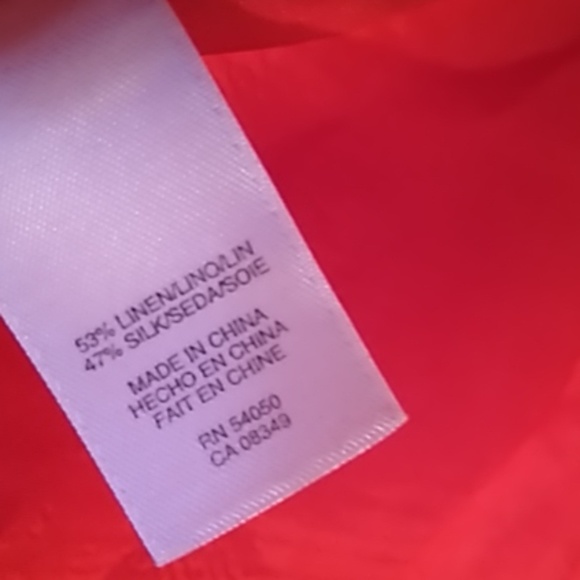 53% LINEN/LINO/LIN
47% SILK/SEDA/SOIE
MADE IN CHINA
HECHO EN CHINA
FAIT EN CHINE
RN 54050
CA 08349